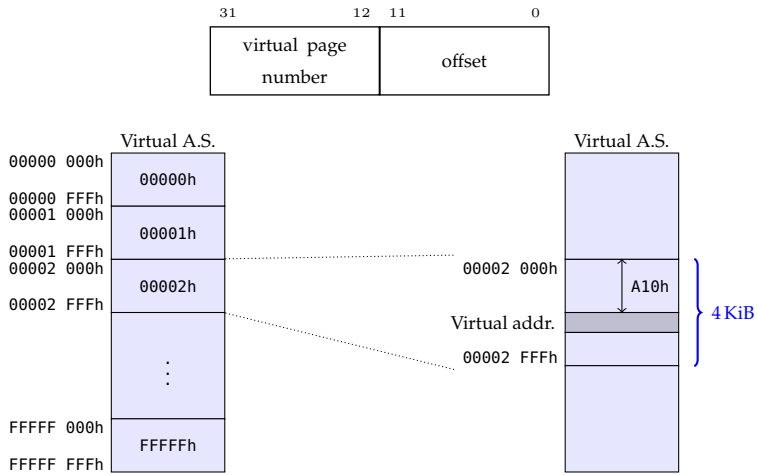 31 12 11 0
virtual page
number
offset
Virtual A.S.
00000 000h
00000h
00000 FFFh
00001 000h
00001h
00001 FFFh
00002 000h
00002h
00002 FFFh
⋮
FFFFF 000h
FFFFFh
FFFFF FFFh
Virtual A.S.
00002 000h
A10h
4 KiB
Virtual addr.
00002 FFFh